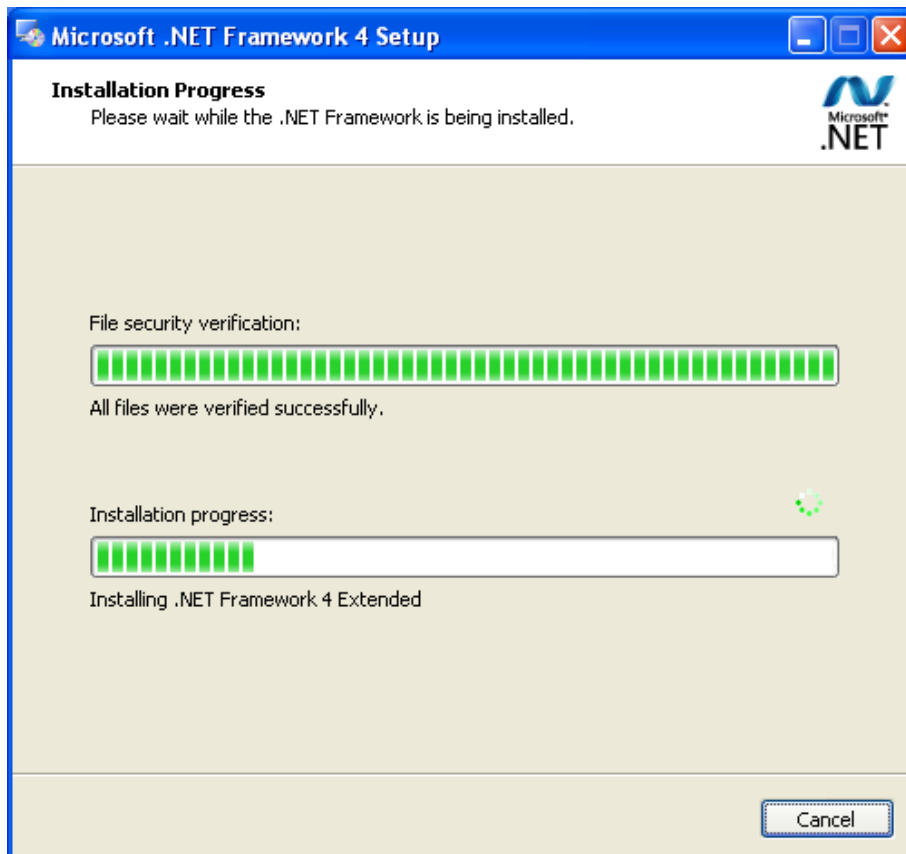 Microsoft .NET Framework 4 Setup
Installation Progress
Please wait while the .NET Framework is being installed.
Microsoft
.NET
File security verification:
All files were verified successfully.
Installation progress:
Installing .NET Framework 4 Extended
Cancel